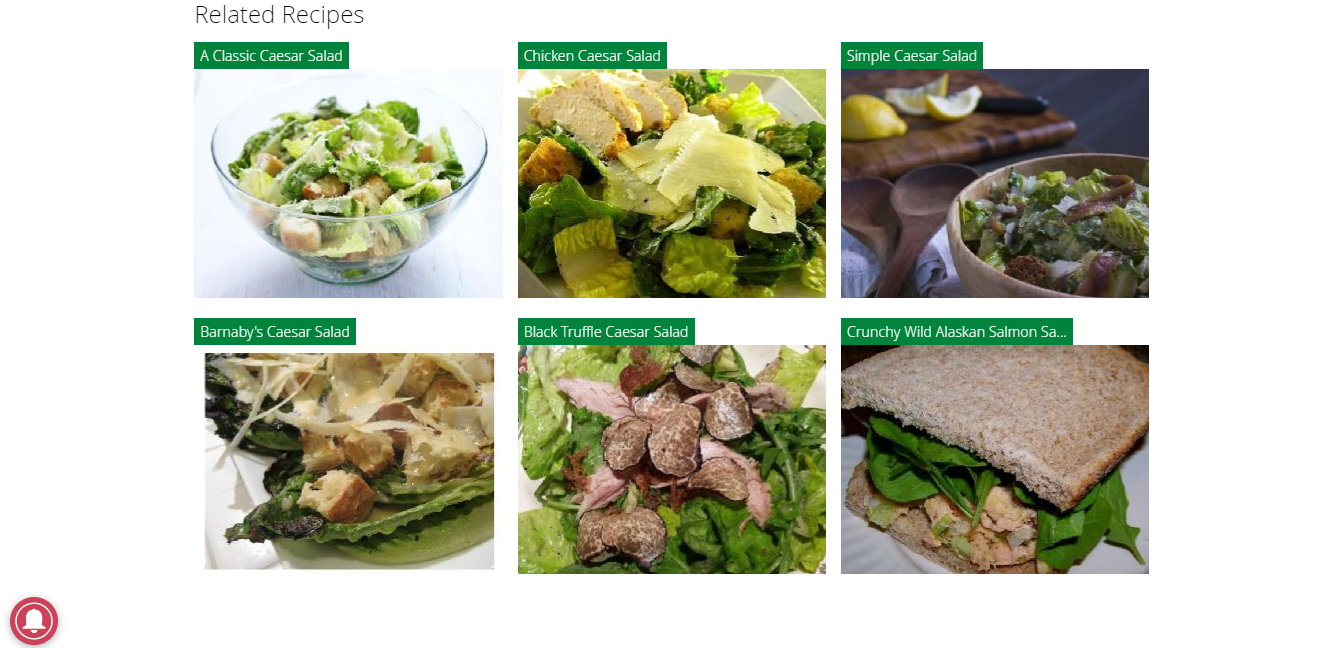 Related Recipes
A Classic Caesar Salad
Chicken Caesar Salad
Simple Caesar Salad
Barnaby's Caesar Salad
Black Truffle Caesar Salad
Crunchy Wild Alaskan Salmon Sa...